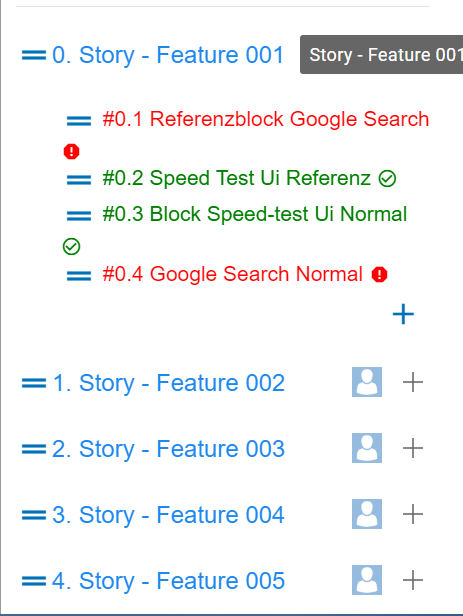 0. Story - Feature 001
Story - Feature 001
#0.1 Referenzblock Google Search
#0.2 Speed Test Ui Referenz
#0.3 Block Speed-test Ui Normal
#0.4 Google Search Normal
1. Story - Feature 002
2. Story - Feature 003
3. Story - Feature 004
4. Story - Feature 005